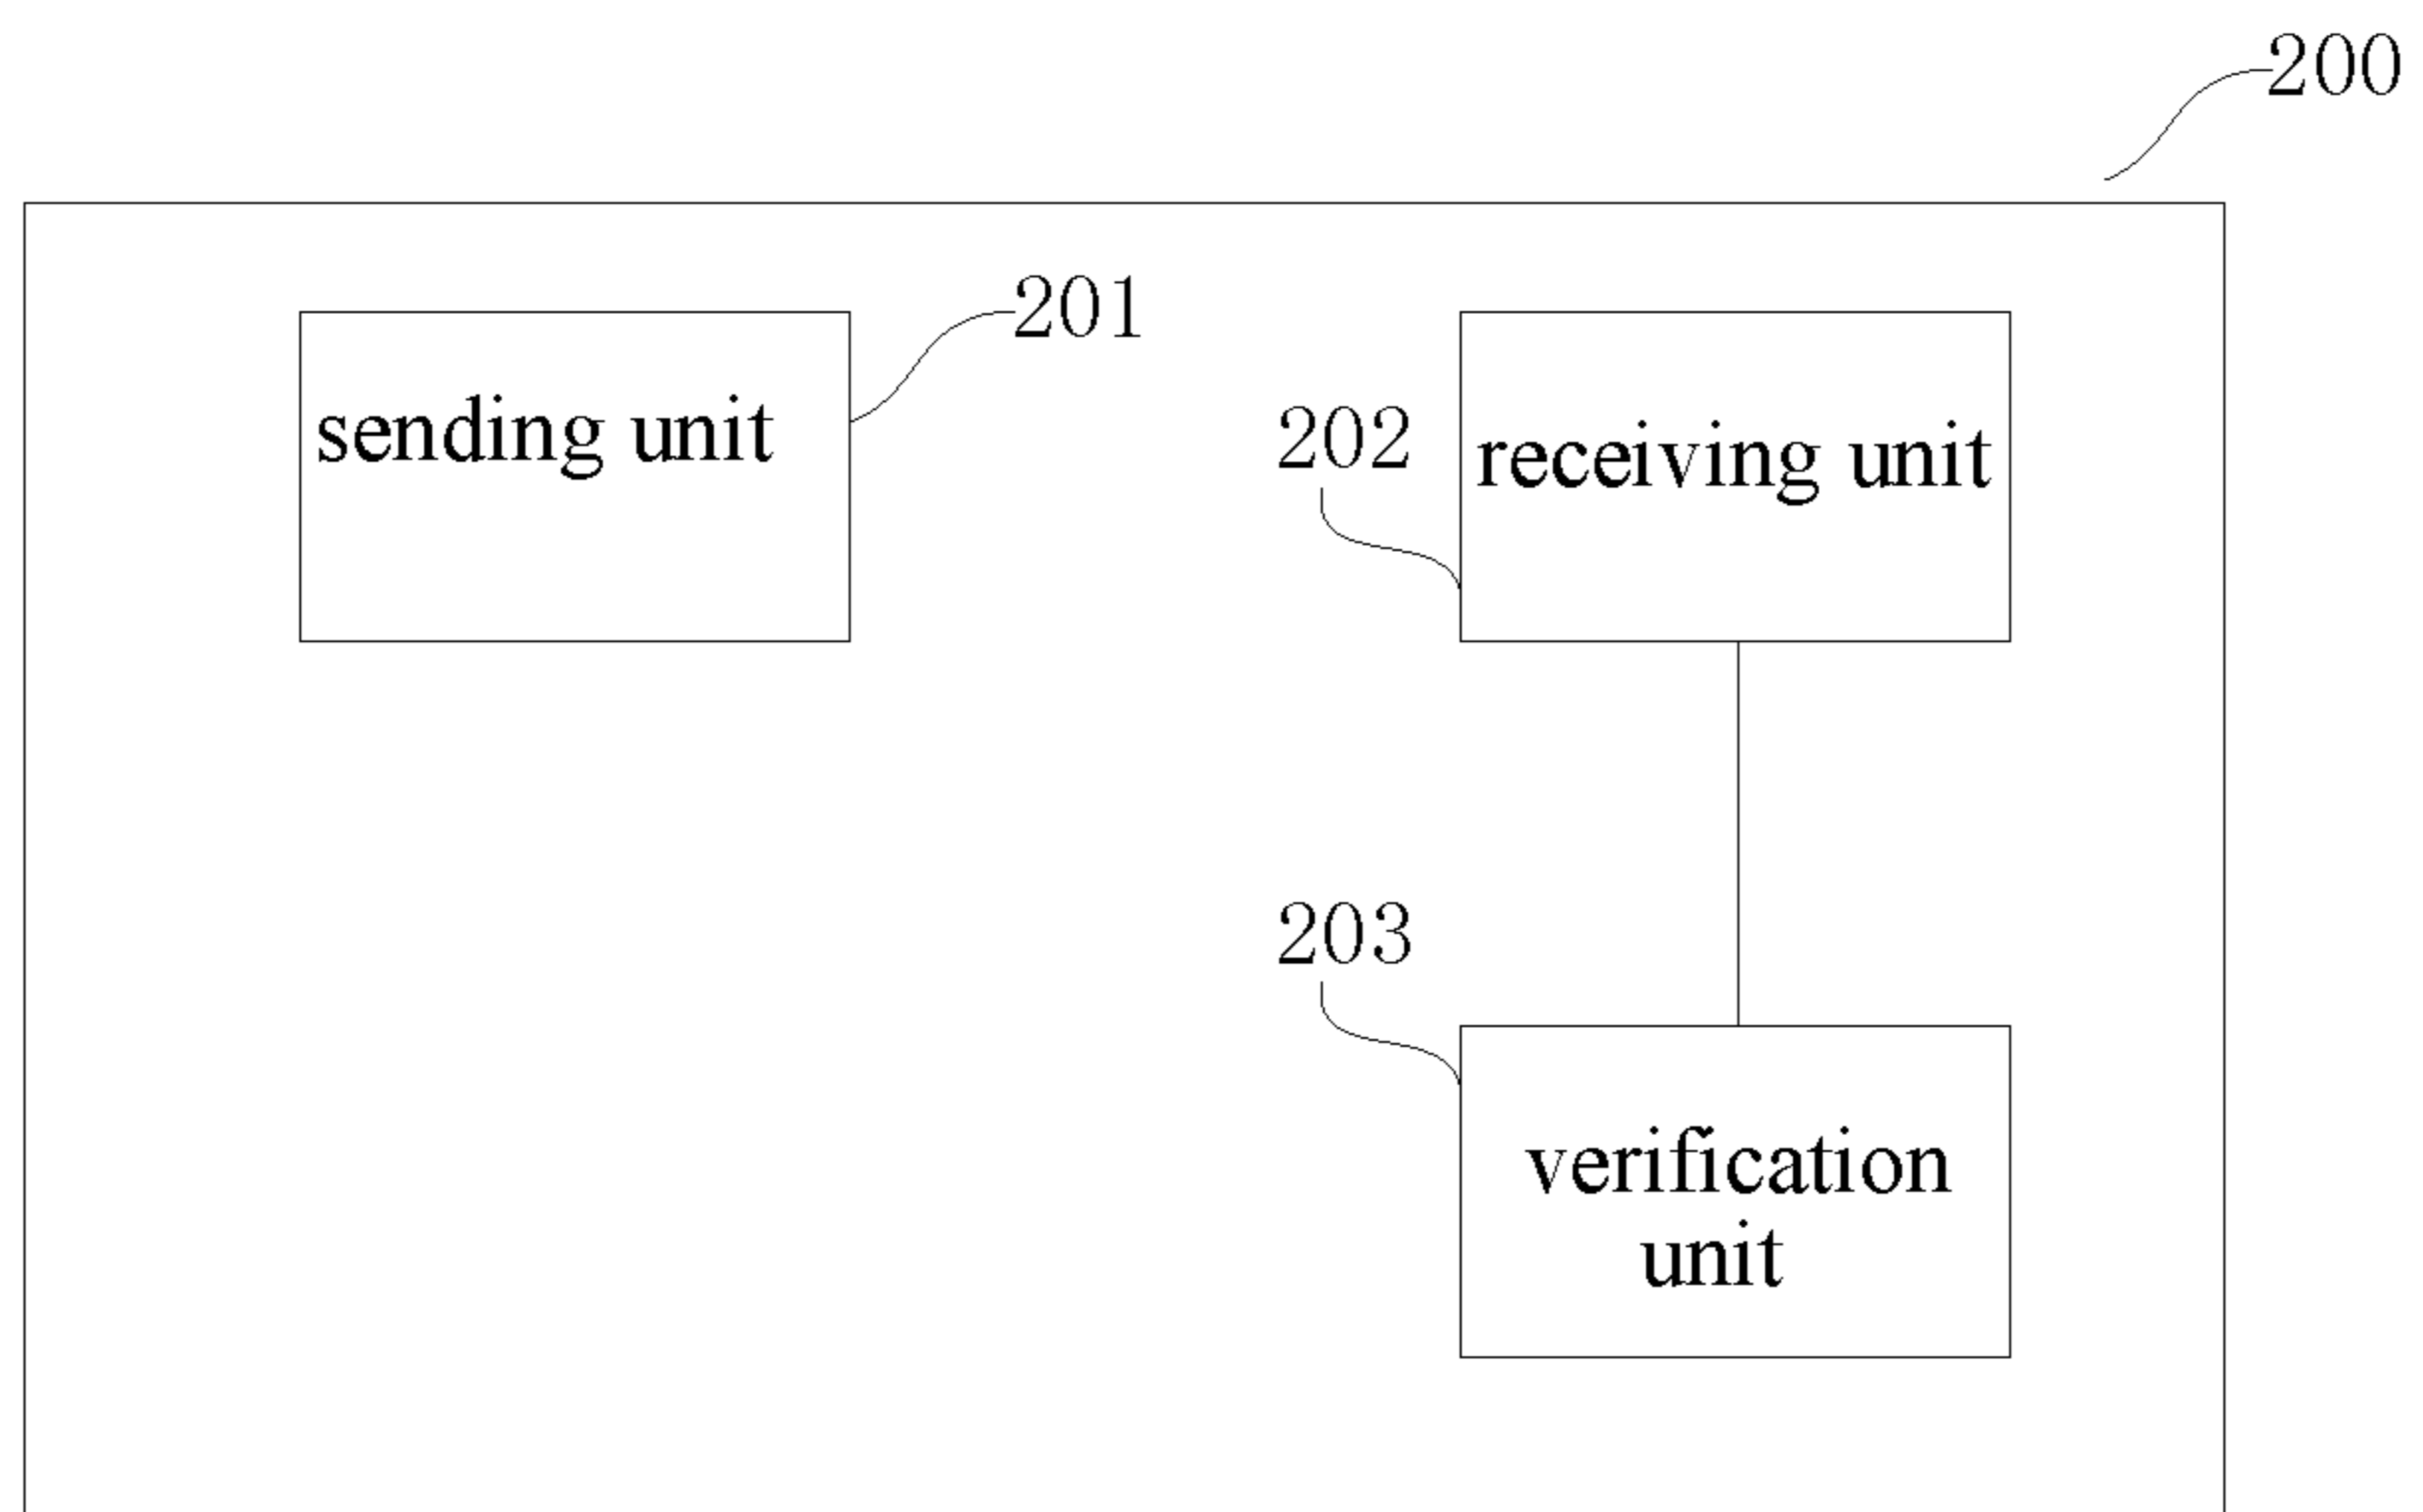 200
201
sending unit
202
receiving unit
203
verification
unit